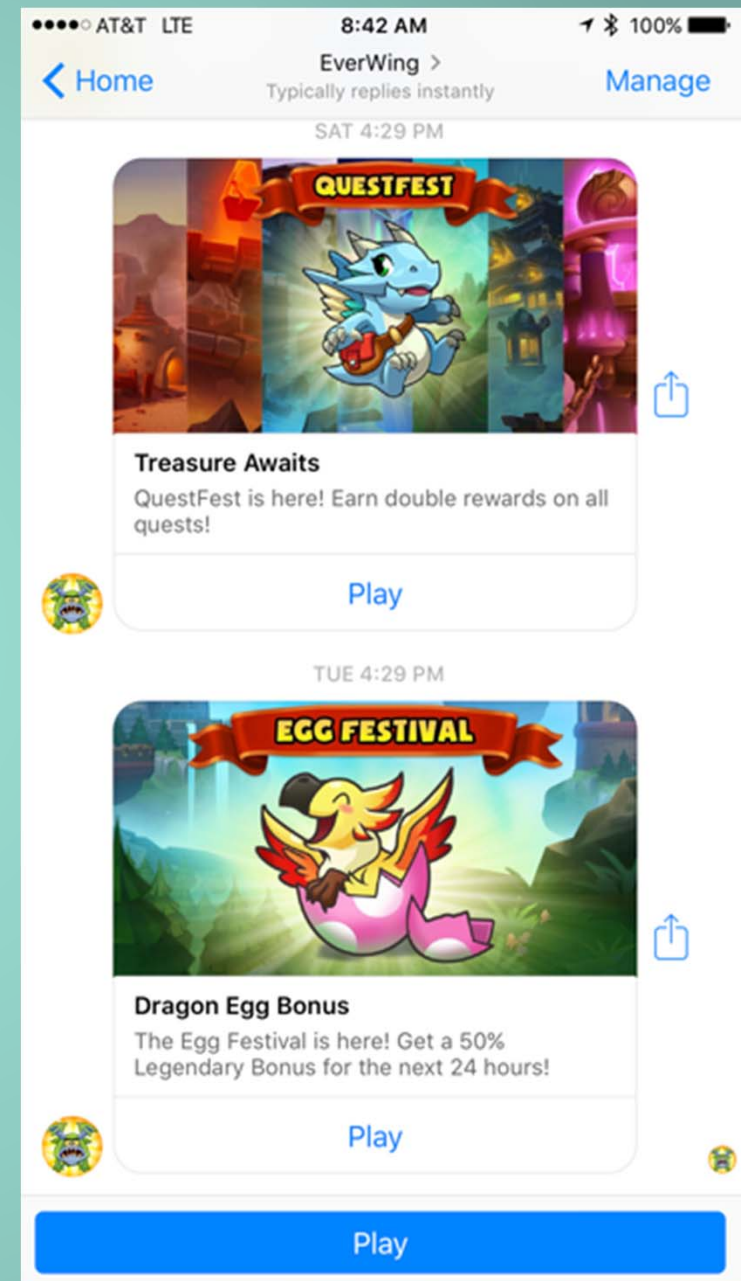 AT&T LTE 8:42 AM 100%
Home EverWing > Manage
Typically replies instantly
SAT 4:29 PM
QUESTFEST
Treasure Awaits
QuestFest is here! Earn double rewards on all
quests!
Play
TUE 4:29 PM
EGG FESTIVAL
Dragon Egg Bonus
The Egg Festival is here! Get a 50%
Legendary Bonus for the next 24 hours!
Play
Play